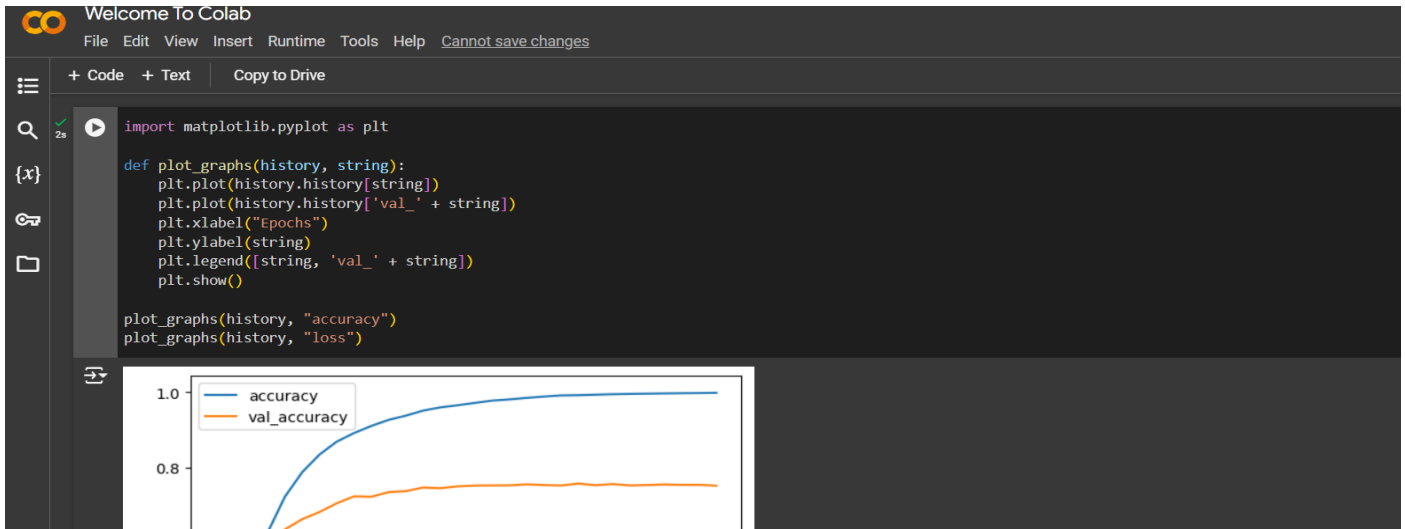 Welcome To Colab
File Edit View Insert Runtime Tools Help Cannot save changes
+ Code + Text Copy to Drive
2s
{x}
import matplotlib.pyplot as plt
def plot_graphs(history, string):
plt.plot(history.history[string])
plt.plot(history.history['val_' + string])
plt.xlabel("Epochs")
plt.ylabel(string)
plt.legend([string, 'val_' + string])
plt.show()
plot_graphs(history, "accuracy")
plot_graphs(history, "loss")
1.0
accuracy
val_accuracy
0.8